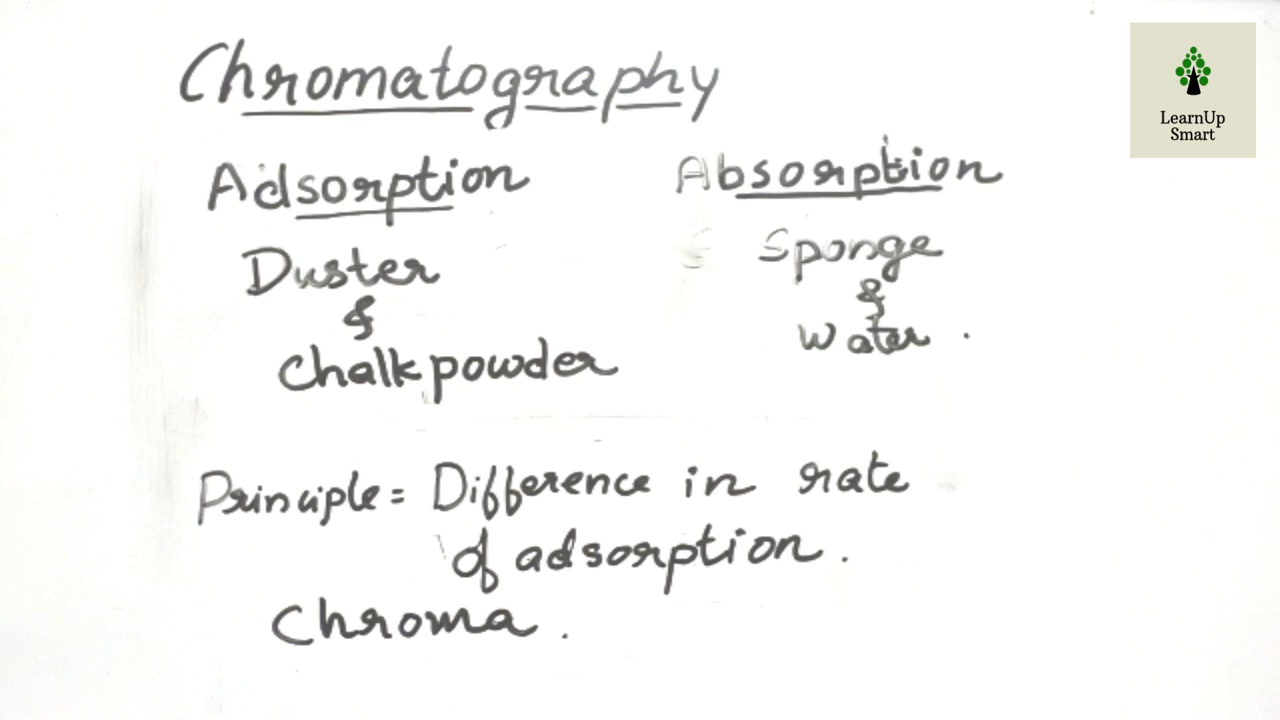 Chromatography
LearnUp
Smart
Adsorption
Absorption
Duster
&
Chalkpowder
Sponge
&
Water.
Principle = Difference in rate
of adsorption.
Chroma.